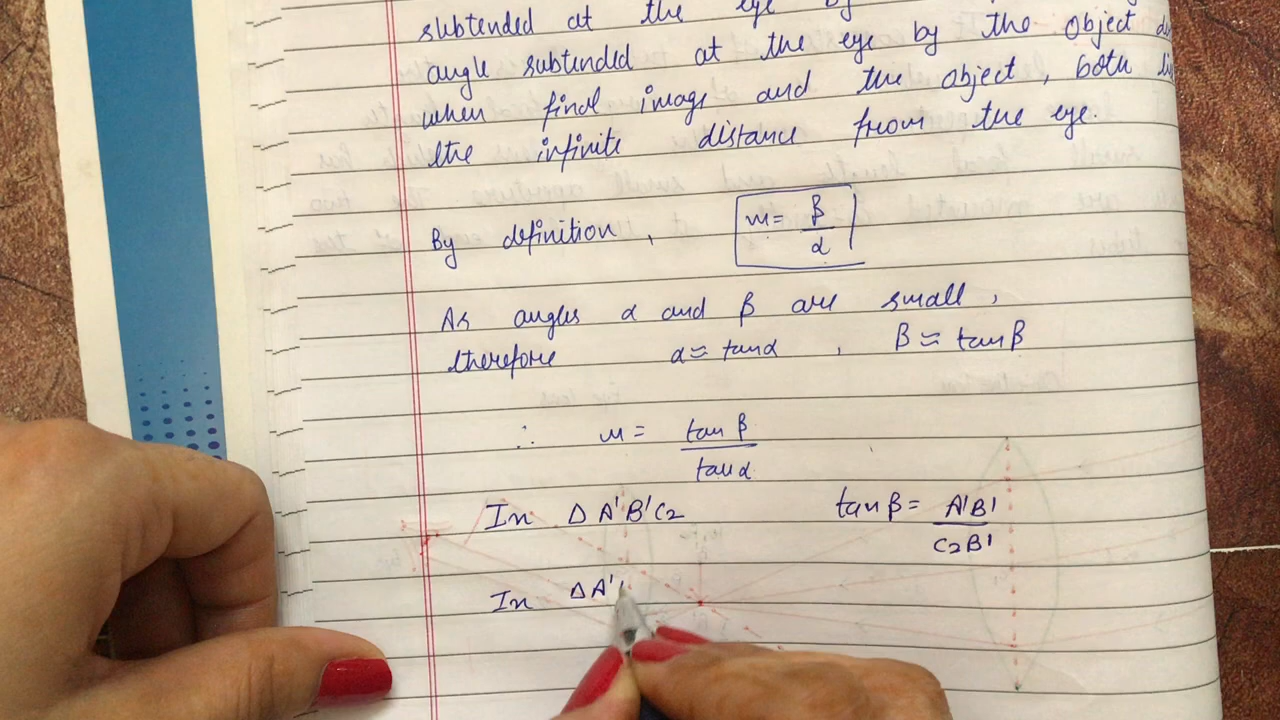 subtended at the eye by
angle subtended at the eye by the object
when final image and the object, both
the infinite distance from the eye.
By definition, m = β/α
As angles α and β are small,
therefore α ≈ tanα , β ≈ tanβ
∴ m = tan β/tanα
In Δ A'B'C2 tanβ = A'B'/C2B'
In ΔA'